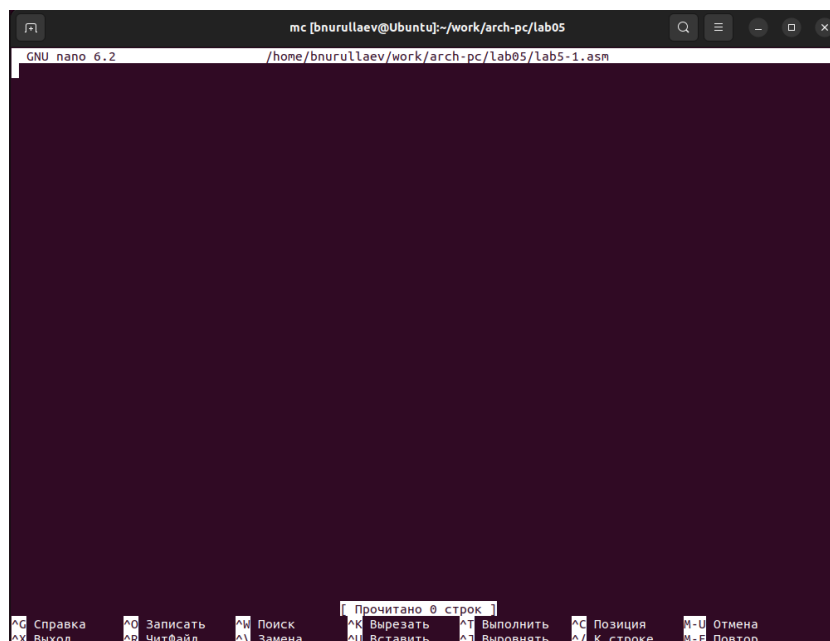 mc [bnurullaev@Ubuntu]:~/work/arch-pc/lab05
GNU nano 6.2 /home/bnurullaev/work/arch-pc/lab05/lab5-1.asm
[ Прочитано 0 строк ]
^G Справка ^O Записать ^W Поиск ^K Вырезать ^T Выполнить ^C Позиция M-U Отмена
^X Выход ^R ЧитФайл ^\ Замена ^U Вставить ^J Выровнять ^/ К строке M-E Повтор